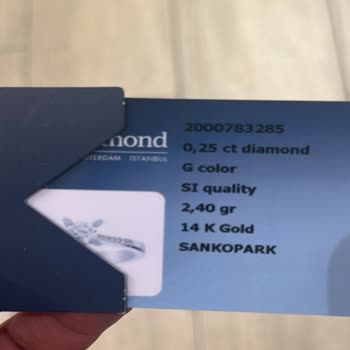 mond
TERDAM ISTANBUL
2000783285
0,25 ct diamond
G color
SI quality
2,40 gr
14 K Gold
SANKOPARK